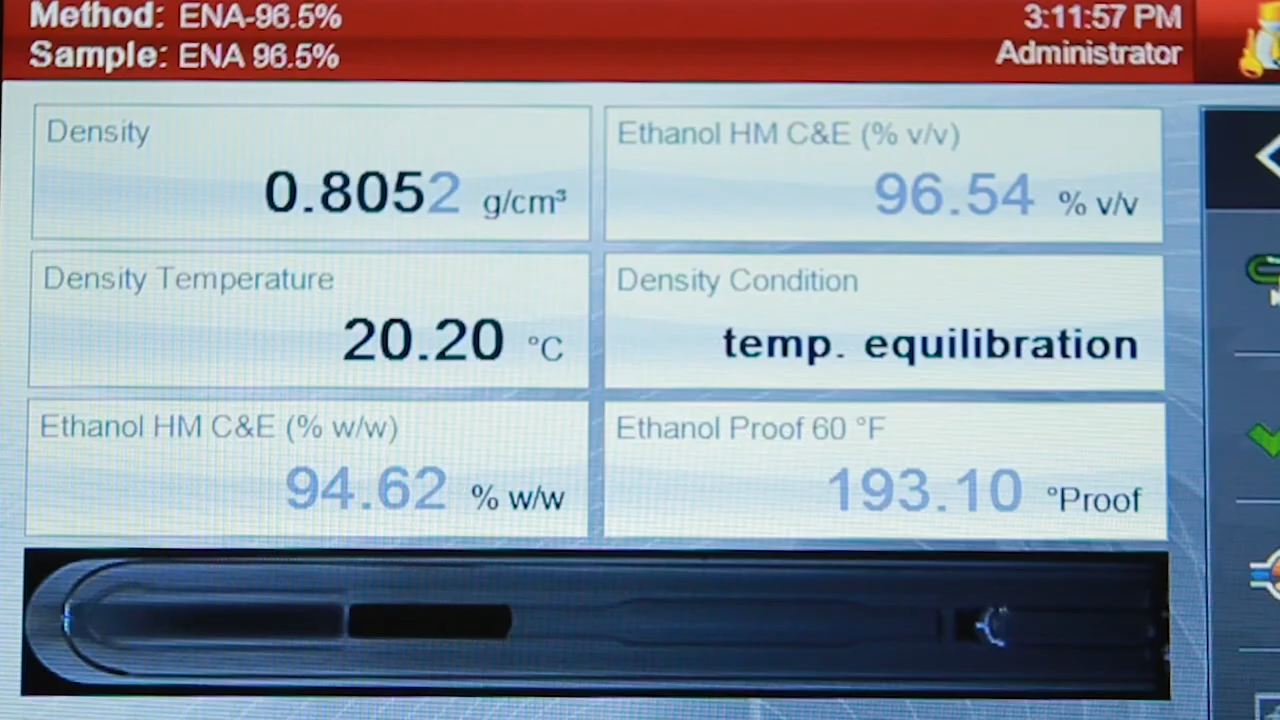 Method: ENA-96.5%
3:11:57 PM
Sample: ENA 96.5%
Administrator
Density
0.8052 g/cm³
Ethanol HM C&E (% v/v)
96.54 % v/v
Density Temperature
20.20 °C
Density Condition
temp. equilibration
Ethanol HM C&E (% w/w)
94.62 % w/w
Ethanol Proof 60 °F
193.10 °Proof